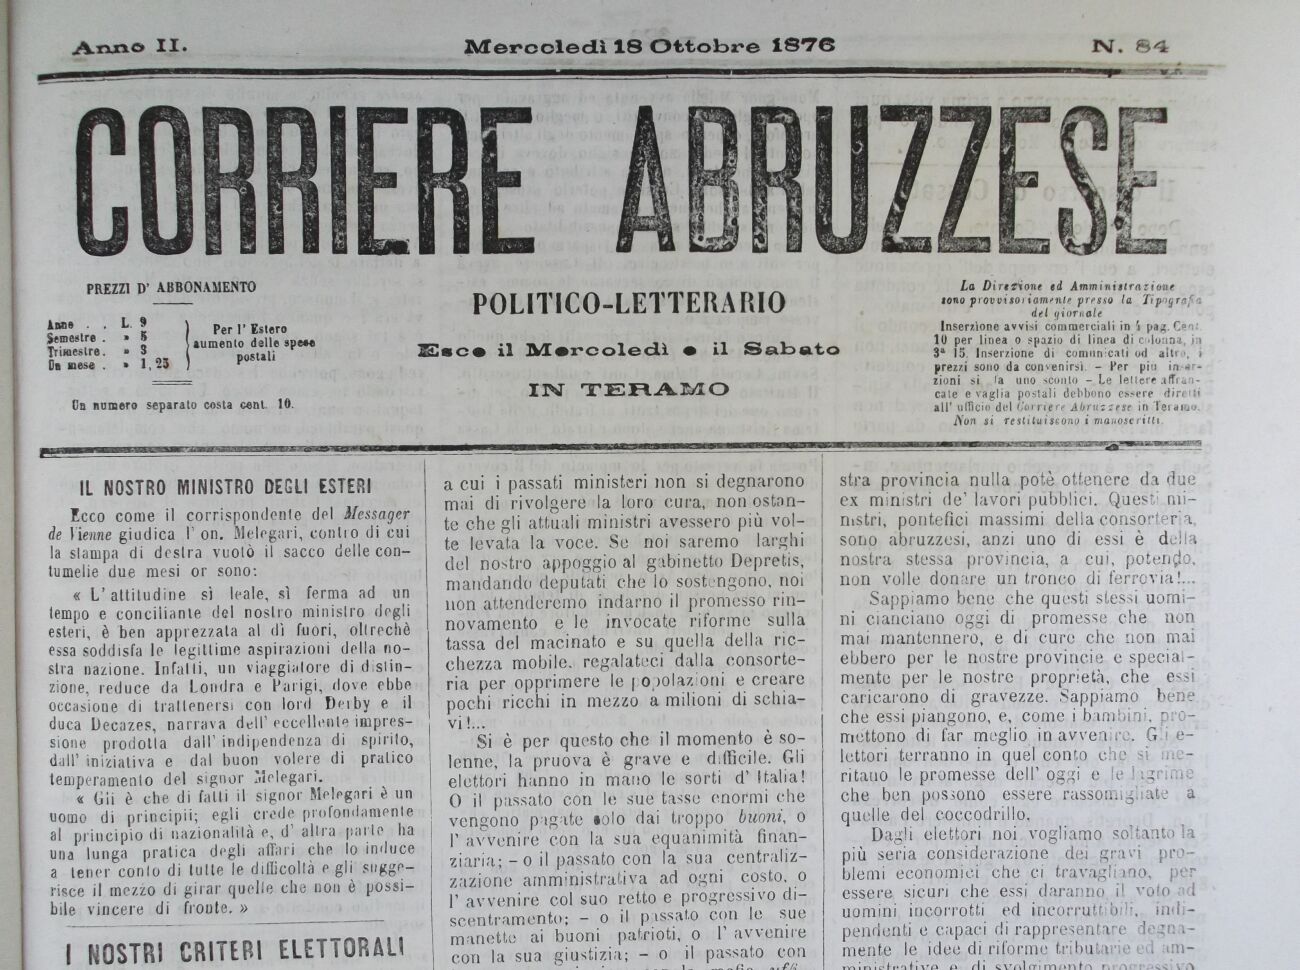 Anno II.
Mercoledì 18 Ottobre 1876
N. 84
CORRIERE ABRUZZESE
PREZZI D' ABBONAMENTO
Anno . . L. 9
Semestre . » 5
Trimestre. » 3
Un mese . » 1, 25
Per l' Estero
aumento delle spese
postali
Un numero separato costa cent. 10.
POLITICO-LETTERARIO
Esce il Mercoledì e il Sabato
IN TERAMO
La Direzione ed Amministrazione
sono provvisoriamente presso la Tipografa
del giornale
Inserzione avvisi commerciali in 4 pag. Cent.
10 per linea o spazio di linea di colonna, in
3ª 15. Inserzione di comunicati od altro, i
prezzi sono da convenirsi. - Per piu inser-
zioni si fa uno sconto - Le lettere affran-
cate e vaglia postali debbono essere diretti
all' ufficio del Corriere Abruzzese in Teramo.
Non si restituiscono i manoscritti.
IL NOSTRO MINISTRO DEGLI ESTERI
Ecco come il corrispondente del Messager
de Vienne giudica l' on. Melegari, contro di cui
la stampa di destra vuotò il sacco delle con-
tumelie due mesi or sono:
« L' attitudine sì leale, sì ferma ad un
tempo e conciliante del nostro ministro degli
esteri, è ben apprezzata al dì fuori, oltrechè
essa soddisfa le legittime aspirazioni della no-
stra nazione. Infatti, un viaggiatore di distin-
zione, reduce da Londra e Parigi, dove ebbe
occasione di trattenersi con lord Derby e il
duca Decazes, narrava dell' eccellente impres-
sione prodotta dall' indipendenza di spirito,
dall' iniziativa e dal buon volere di pratico
temperamento del signor Melegari.
« Gli è che di fatti il signor Melegari è un
uomo di principii; egli crede profondamente
al principio di nazionalità e, d' altra parte ha
una lunga pratica degli affari che lo induce
a tener conto di tutte le difficoltà e gli sugge-
risce il mezzo di girar quelle che non è possi-
bile vincere di fronte. »
I NOSTRI CRITERI ELETTORALI
a cui i passati ministeri non si degnarono
mai di rivolgere la loro cura, non ostan-
te che gli attuali ministri avessero più vol-
te levata la voce. Se noi saremo larghi
del nostro appoggio al gabinetto Depretis,
mandando deputati che lo sostengono, noi
non attenderemo indarno il promesso rin-
novamento e le invocate riforme sulla
tassa del macinato e su quella della ric-
chezza mobile, regalateci dalla consorte-
ria per opprimere le popolazioni e creare
pochi ricchi in mezzo a milioni di schia-
vi!...
Si è per questo che il momento è so-
lenne, la pruova è grave e difficile. Gli
elettori hanno in mano le sorti d' Italia!
O il passato con le sue tasse enormi che
vengono pagate solo dai troppo buoni, o
l' avvenire con la sua equanimità finan-
ziaria; - o il passato con la sua centraliz-
zazione amministrativa ad ogni costo, o
l' avvenire col suo retto e progressivo di-
scentramento; - o il passato con le sue
manette ai buoni patrioti, o l' avvenire
con la sua giustizia; - o il passato con
stra provincia nulla potè ottenere da due
ex ministri de' lavori pubblici. Questi mi-
nistri, pontefici massimi della consorteria,
sono abruzzesi, anzi uno di essi è della
nostra stessa provincia, a cui, potendo,
non volle donare un tronco di ferrovia!...
Sappiamo bene che questi stessi uomi-
ni cianciano oggi di promesse che non
mai mantennero, e di cure che non mai
ebbero per le nostre provincie e special-
mente per le nostre proprietà, che essi
caricarono di gravezze. Sappiamo bene
che essi piangono, e, come i bambini, pro-
mettono di far meglio in avvenire. Gli e-
lettori terranno in quel conto che si me-
ritano le promesse dell' oggi e le lagrime
che ben possono essere rassomigliate a
quelle del coccodrillo.
Dagli elettori noi vogliamo soltanto la
più seria considerazione dei gravi pro-
blemi economici che ci travagliano, per
essere sicuri che essi daranno il voto ad
uomini incorrotti ed incorruttibili, indi-
pendenti e capaci di rappresentare degna-
mente le idee di riforme tributarie ed am-
ministrative e di svolgimento progressivo